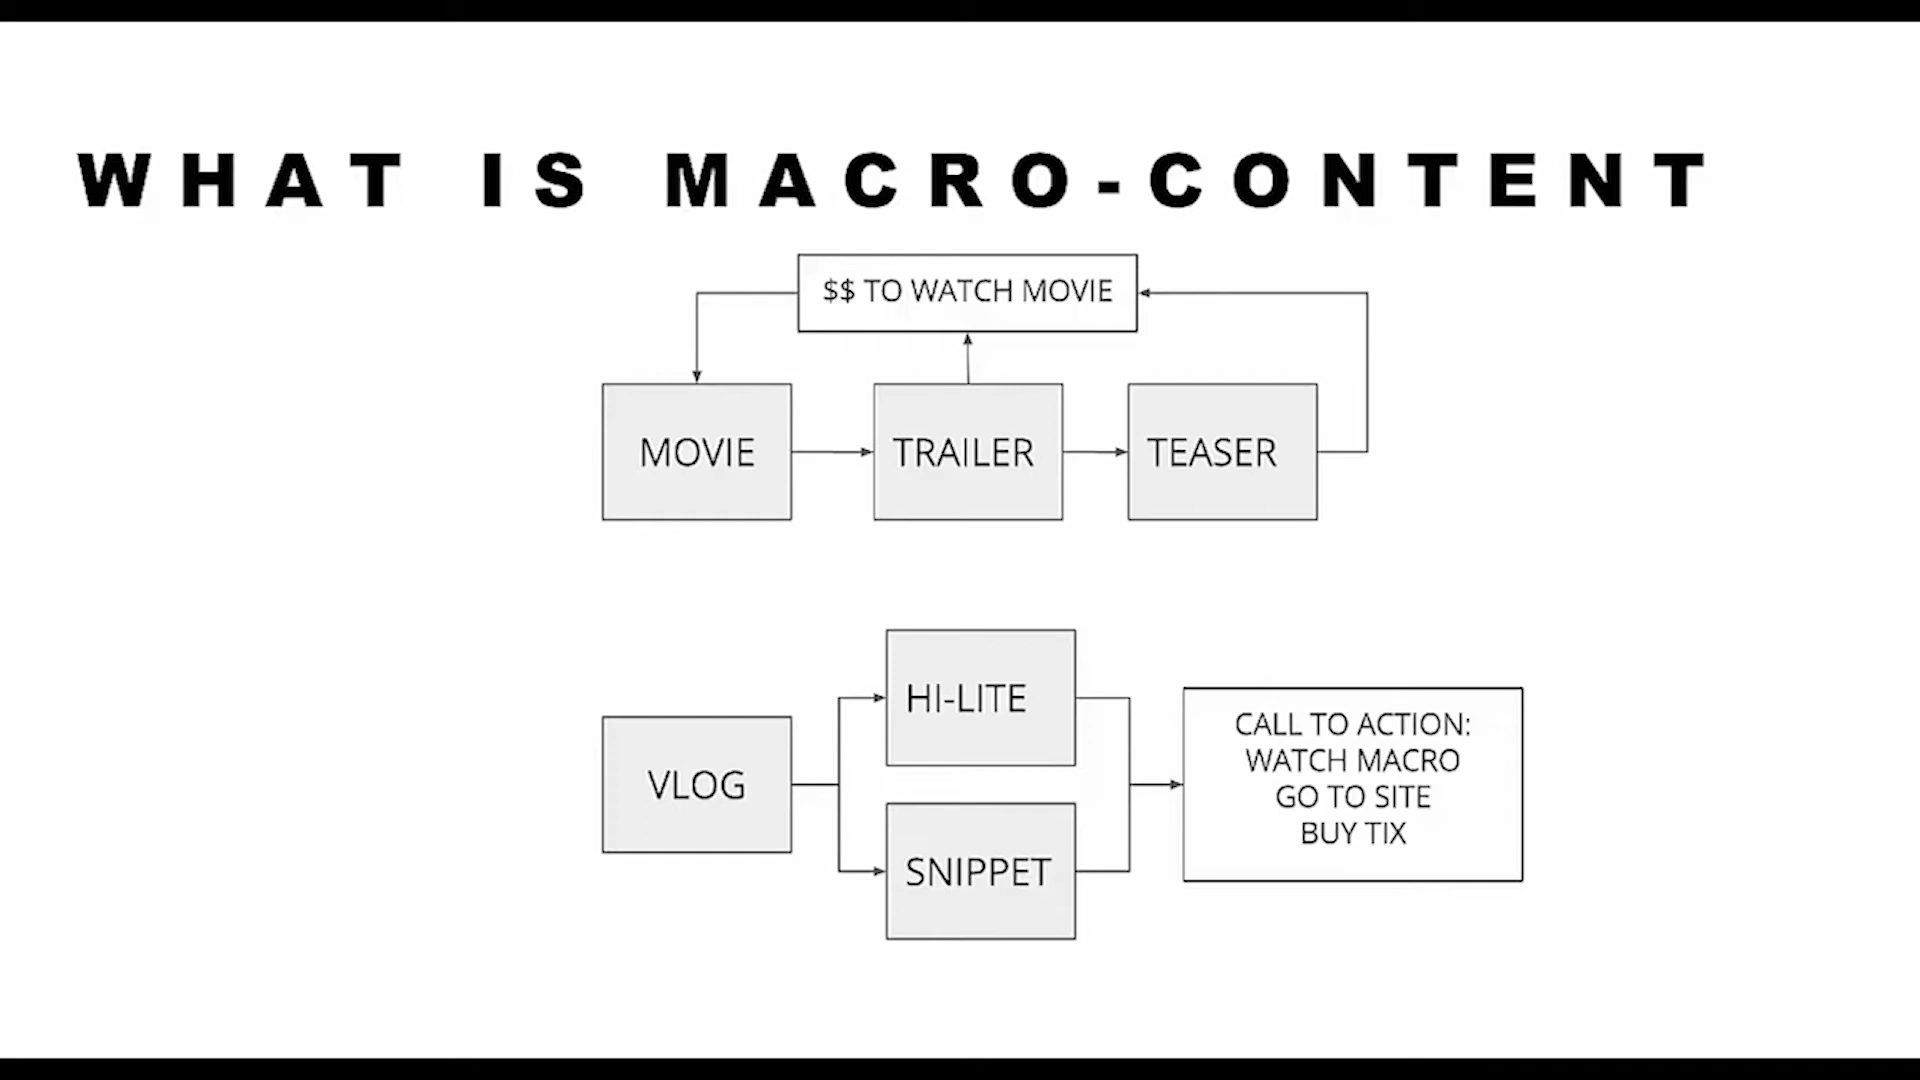 WHAT IS MACRO-CONTENT
$$ TO WATCH MOVIE
MOVIE
TRAILER
TEASER
VLOG
HI-LITE
SNIPPET
CALL TO ACTION:
WATCH MACRO
GO TO SITE
BUY TIX